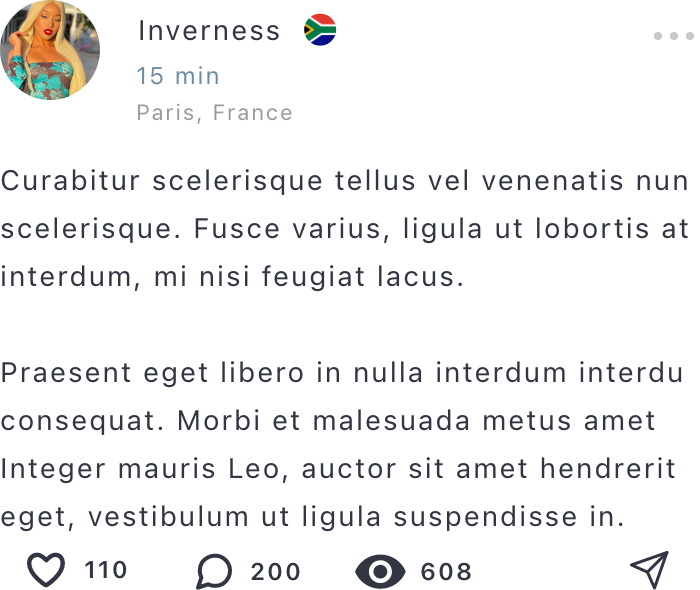 Inverness
15 min
Paris, France
Curabitur scelerisque tellus vel venenatis nun
scelerisque. Fusce varius, ligula ut lobortis at
interdum, mi nisi feugiat lacus.
Praesent eget libero in nulla interdum interdu
consequat. Morbi et malesuada metus amet
Integer mauris Leo, auctor sit amet hendrerit
eget, vestibulum ut ligula suspendisse in.
110 200 608